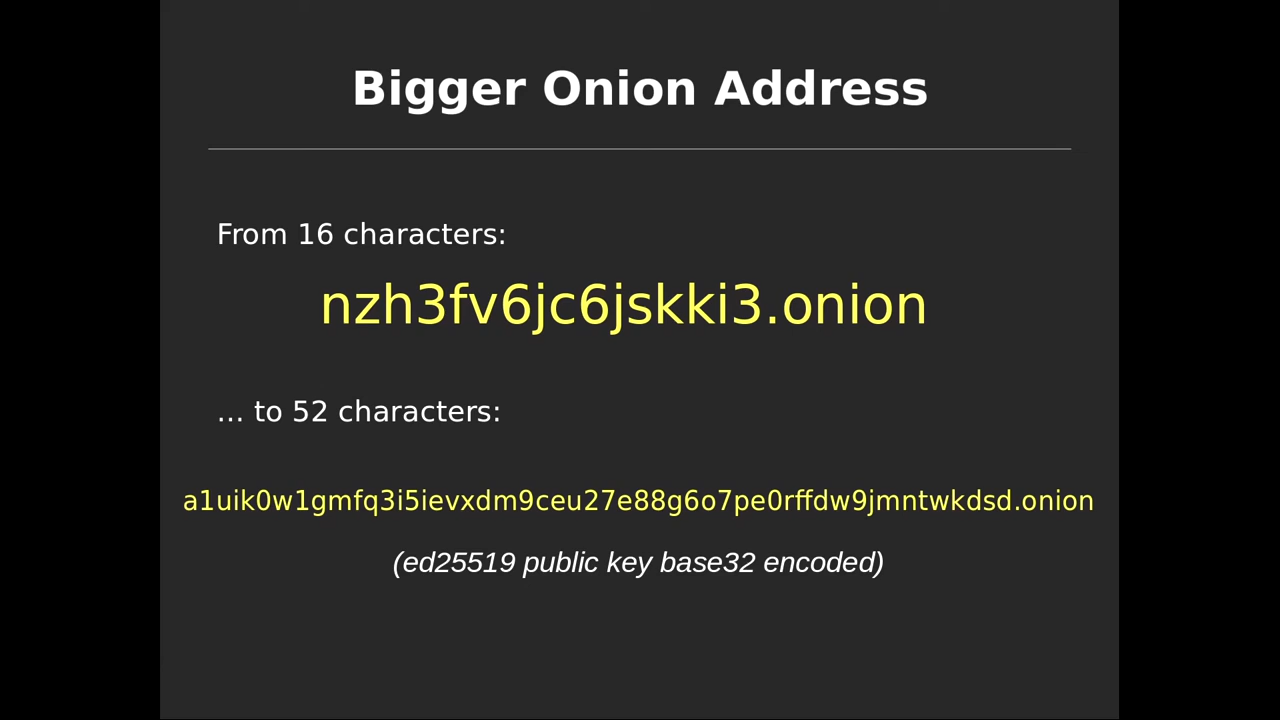 Bigger Onion Address
From 16 characters:
nzh3fv6jc6jskki3.onion
... to 52 characters:
a1uik0w1gmfq3i5ievxdm9ceu27e88g6o7pe0rffdw9jmntwkdsd.onion
(ed25519 public key base32 encoded)